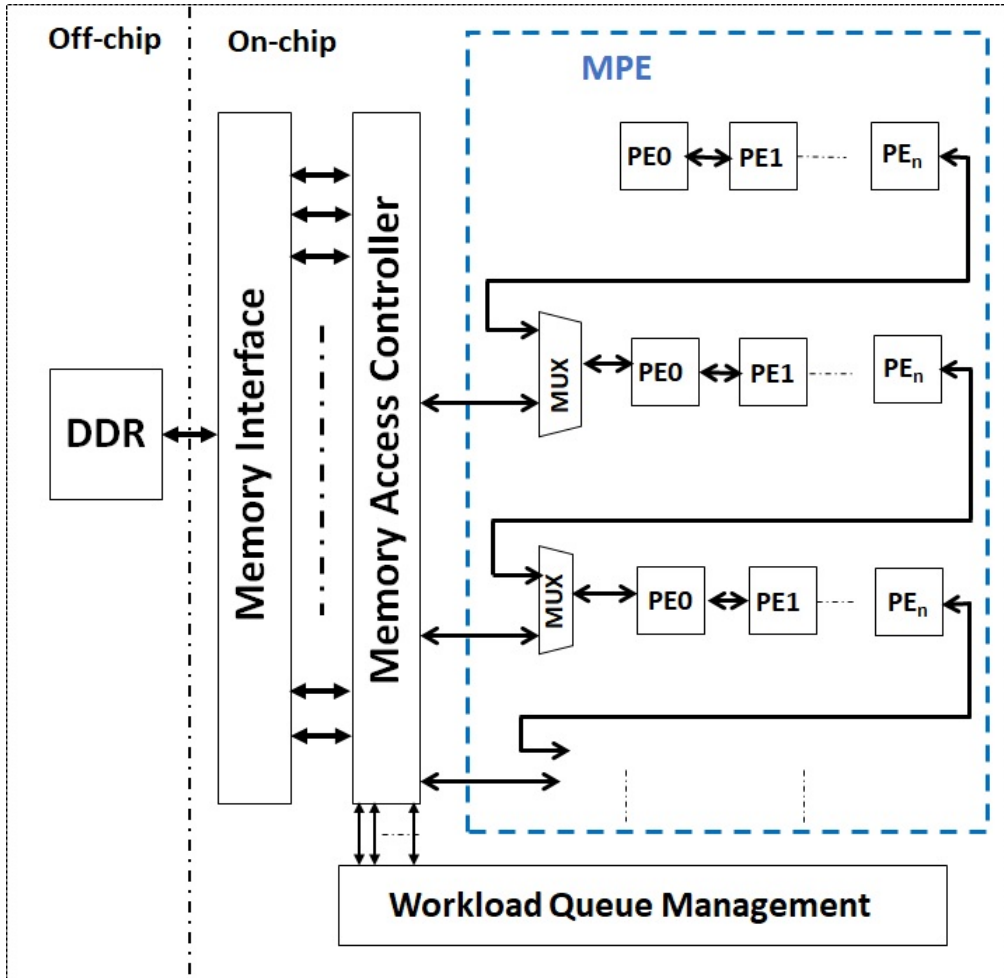 Off-chip
On-chip
MPE
PE0
PE1
PEn
Memory Interface
Memory Access Controller
MUX
PE0
PE1
PEn
DDR
MUX
PE0
PE1
PEn
Workload Queue Management